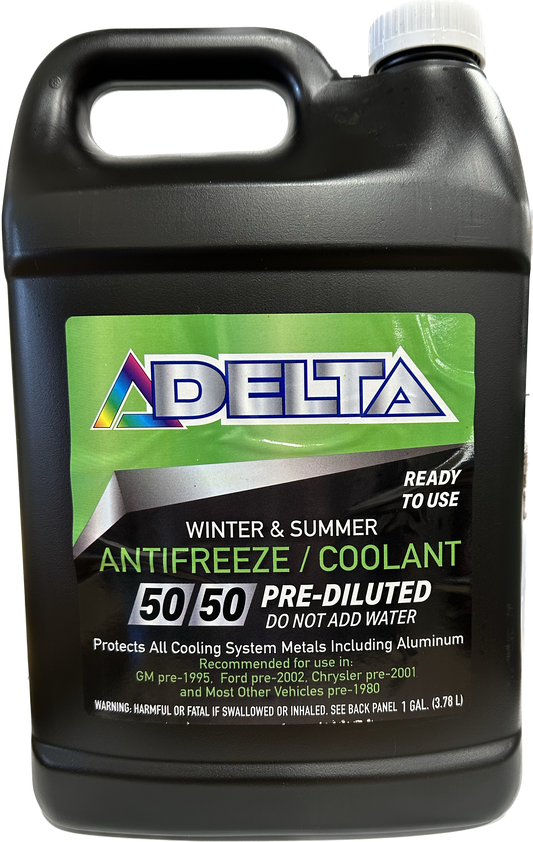 DELTA
READY
TO USE
WINTER & SUMMER
ANTIFREEZE / COOLANT
50/50 PRE-DILUTED
DO NOT ADD WATER
Protects All Cooling System Metals Including Aluminum
Recommended for use in:
GM pre-1995, Ford pre-2002, Chrysler pre-2001
and Most Other Vehicles pre-1980
WARNING: HARMFUL OR FATAL IF SWALLOWED OR INHALED. SEE BACK PANEL 1 GAL. (3.78 L)